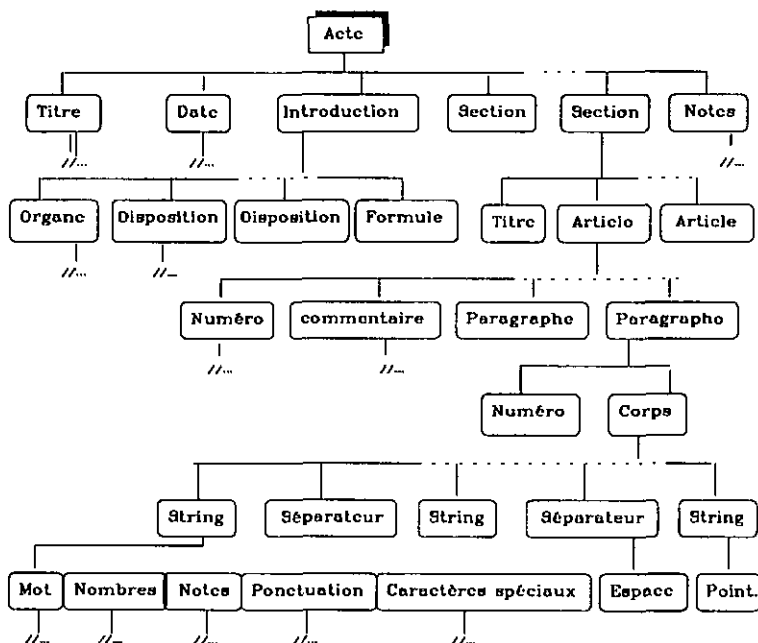 Acte
Titre Date Introduction Section Section Notes
//... //... //...
Organe Disposition Disposition Formule Titre Article Article
//... //...
Numéro commentaire Paragraphe Paragraphe
//... //...
Numéro Corps
String Séparateur String Séparateur String
Mot Nombres Notes Ponctuation Caractères spéciaux Espace Point.
//... //... //... //... //...